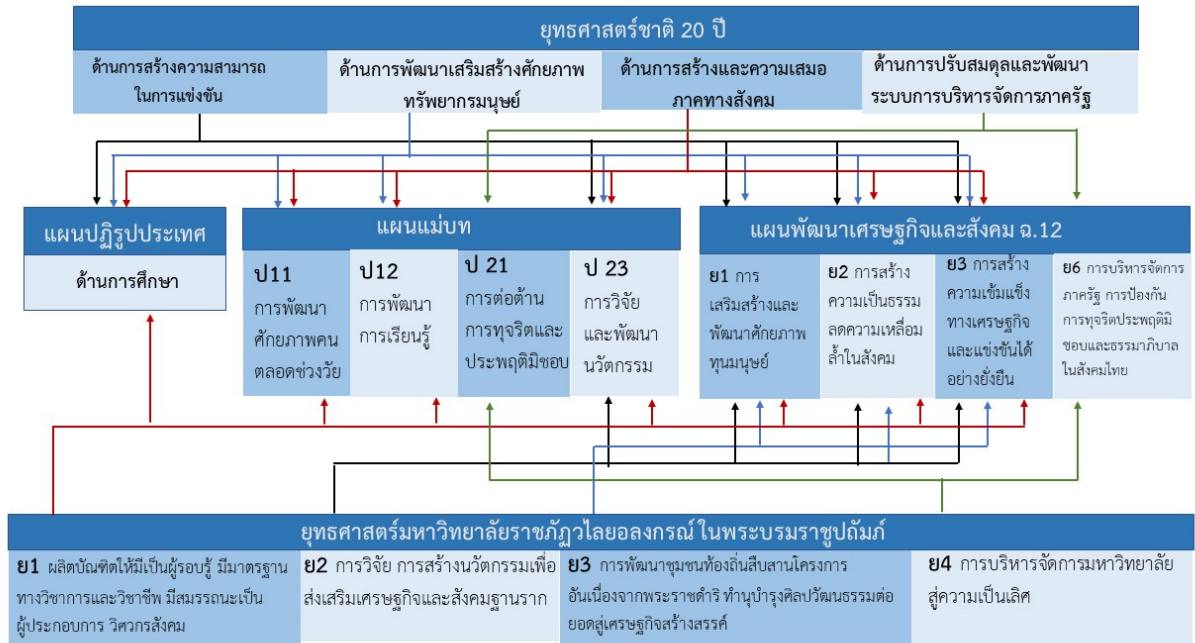 ยุทธศาสตร์ชาติ 20 ปี
ด้านการสร้างความสามารถ
ในการแข่งขัน
ด้านการพัฒนาเสริมสร้างศักยภาพ
ทรัพยากรมนุษย์
ด้านการสร้างและความเสมอ
ภาคทางสังคม
ด้านการปรับสมดุลและพัฒนา
ระบบการบริหารจัดการภาครัฐ
แผนปฏิรูปประเทศ
ด้านการศึกษา
แผนแม่บท
ป11
การพัฒนา
ศักยภาพคน
ตลอดช่วงวัย
ป12
การพัฒนา
การเรียนรู้
ป 21
การต่อต้าน
การทุจริตและ
ประพฤติมิชอบ
ป 23
การวิจัย
และพัฒนา
นวัตกรรม
แผนพัฒนาเศรษฐกิจและสังคม ฉ.12
ย1 การ
เสริมสร้างและ
พัฒนาศักยภาพ
ทุนมนุษย์
ย2 การสร้าง
ความเป็นธรรม
ลดความเหลื่อม
ล้ำในสังคม
ย3 การสร้าง
ความเข้มแข็ง
ทางเศรษฐกิจ
และแข่งขันได้
อย่างยั่งยืน
ย6 การบริหารจัดการ
ภาครัฐ การป้องกัน
การทุจริตประพฤติมิ
ชอบและธรรมาภิบาล
ในสังคมไทย
ยุทธศาสตร์มหาวิทยาลัยราชภัฏวไลยอลงกรณ์ ในพระบรมราชูปถัมภ์
ย1 ผลิตบัณฑิตให้มีเป็นผู้รอบรู้ มีมาตรฐาน
ทางวิชาการและวิชาชีพ มีสมรรถนะเป็น
ผู้ประกอบการ วิศวกรสังคม
ย2 การวิจัย การสร้างนวัตกรรมเพื่อ
ส่งเสริมเศรษฐกิจและสังคมฐานราก
ย3 การพัฒนาชุมชนท้องถิ่นสืบสานโครงการ
อันเนื่องจากพระราชดำริ ทำนุบำรุงศิลปวัฒนธรรมต่อ
ยอดสู่เศรษฐกิจสร้างสรรค์
ย4 การบริหารจัดการมหาวิทยาลัย
สู่ความเป็นเลิศ